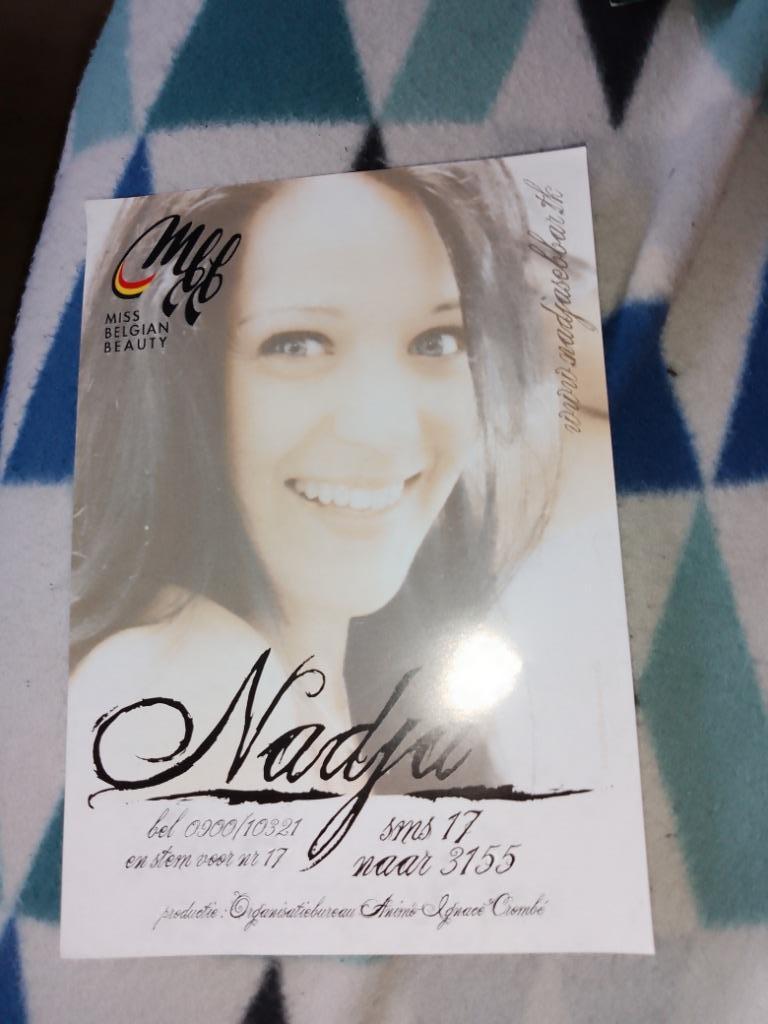 mbb
MISS
BELGIAN
BEAUTY
www.nadjasebbar.tk
Nadja
bel 0900/10321
en stem voor nr 17
sms 17
naar 3155
productie: Organisatiebureau Animo Ignace Crombé